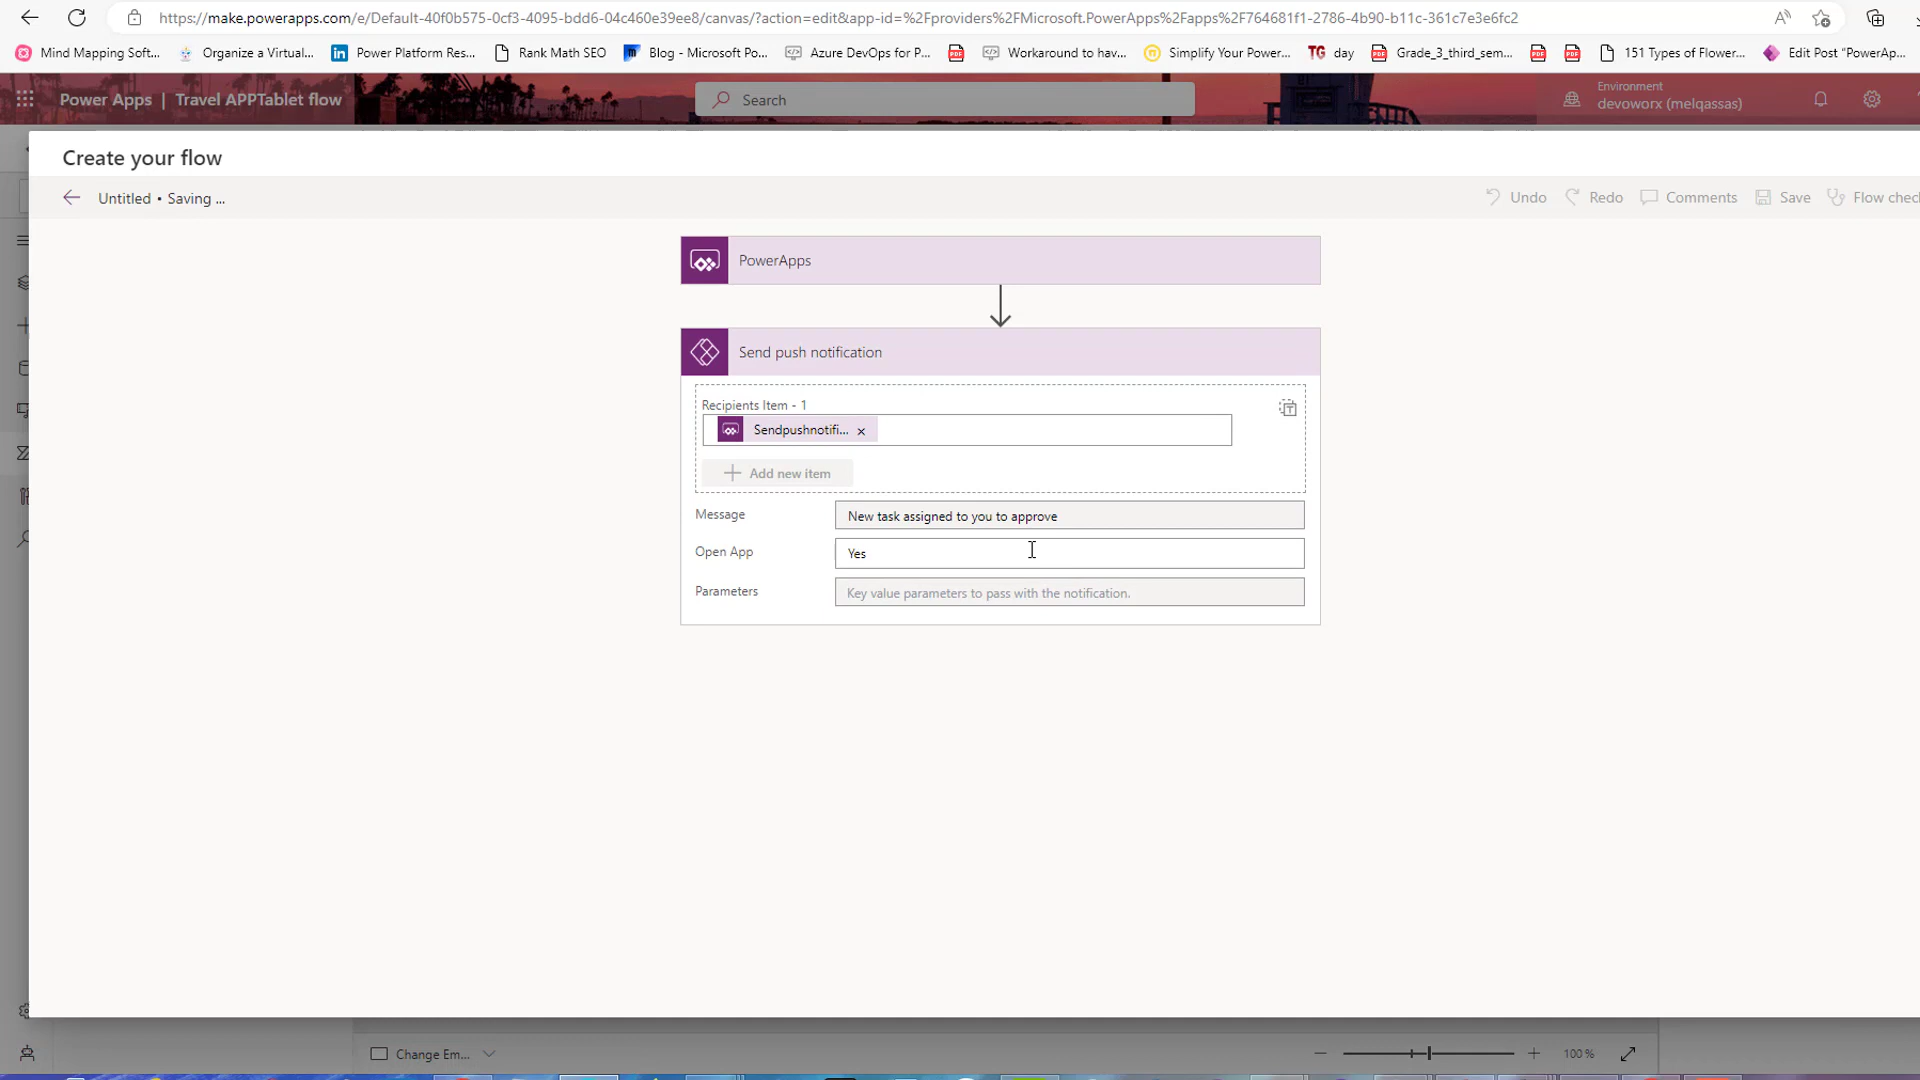 https://make.powerapps.com/e/Default-40f0b575-0cf3-4095-bdd6-04c460e39ee8/canvas/?action=edit&app-id=%2Fproviders%2FMicrosoft.PowerApps%2Fapps%2F764681f1-2786-4b90-b11c-361c7e3e6fc2
Mind Mapping Soft... Organize a Virtual... Power Platform Res... Rank Math SEO Blog - Microsoft Po... Azure DevOps for P... Workaround to hav... Simplify Your Power... TG day Grade_3_third_sem... 151 Types of Flower... Edit Post "PowerAp...
Power Apps | Travel APPTablet flow
Search
Environment
devoworx (melqassas)
Create your flow
Untitled • Saving ...
Undo Redo Comments Save Flow chec
PowerApps
Send push notification
Recipients Item - 1
Sendpushnotifi... ×
Add new item
Message New task assigned to you to approve
Open App Yes
Parameters Key value parameters to pass with the notification.
Change Em...
100 %